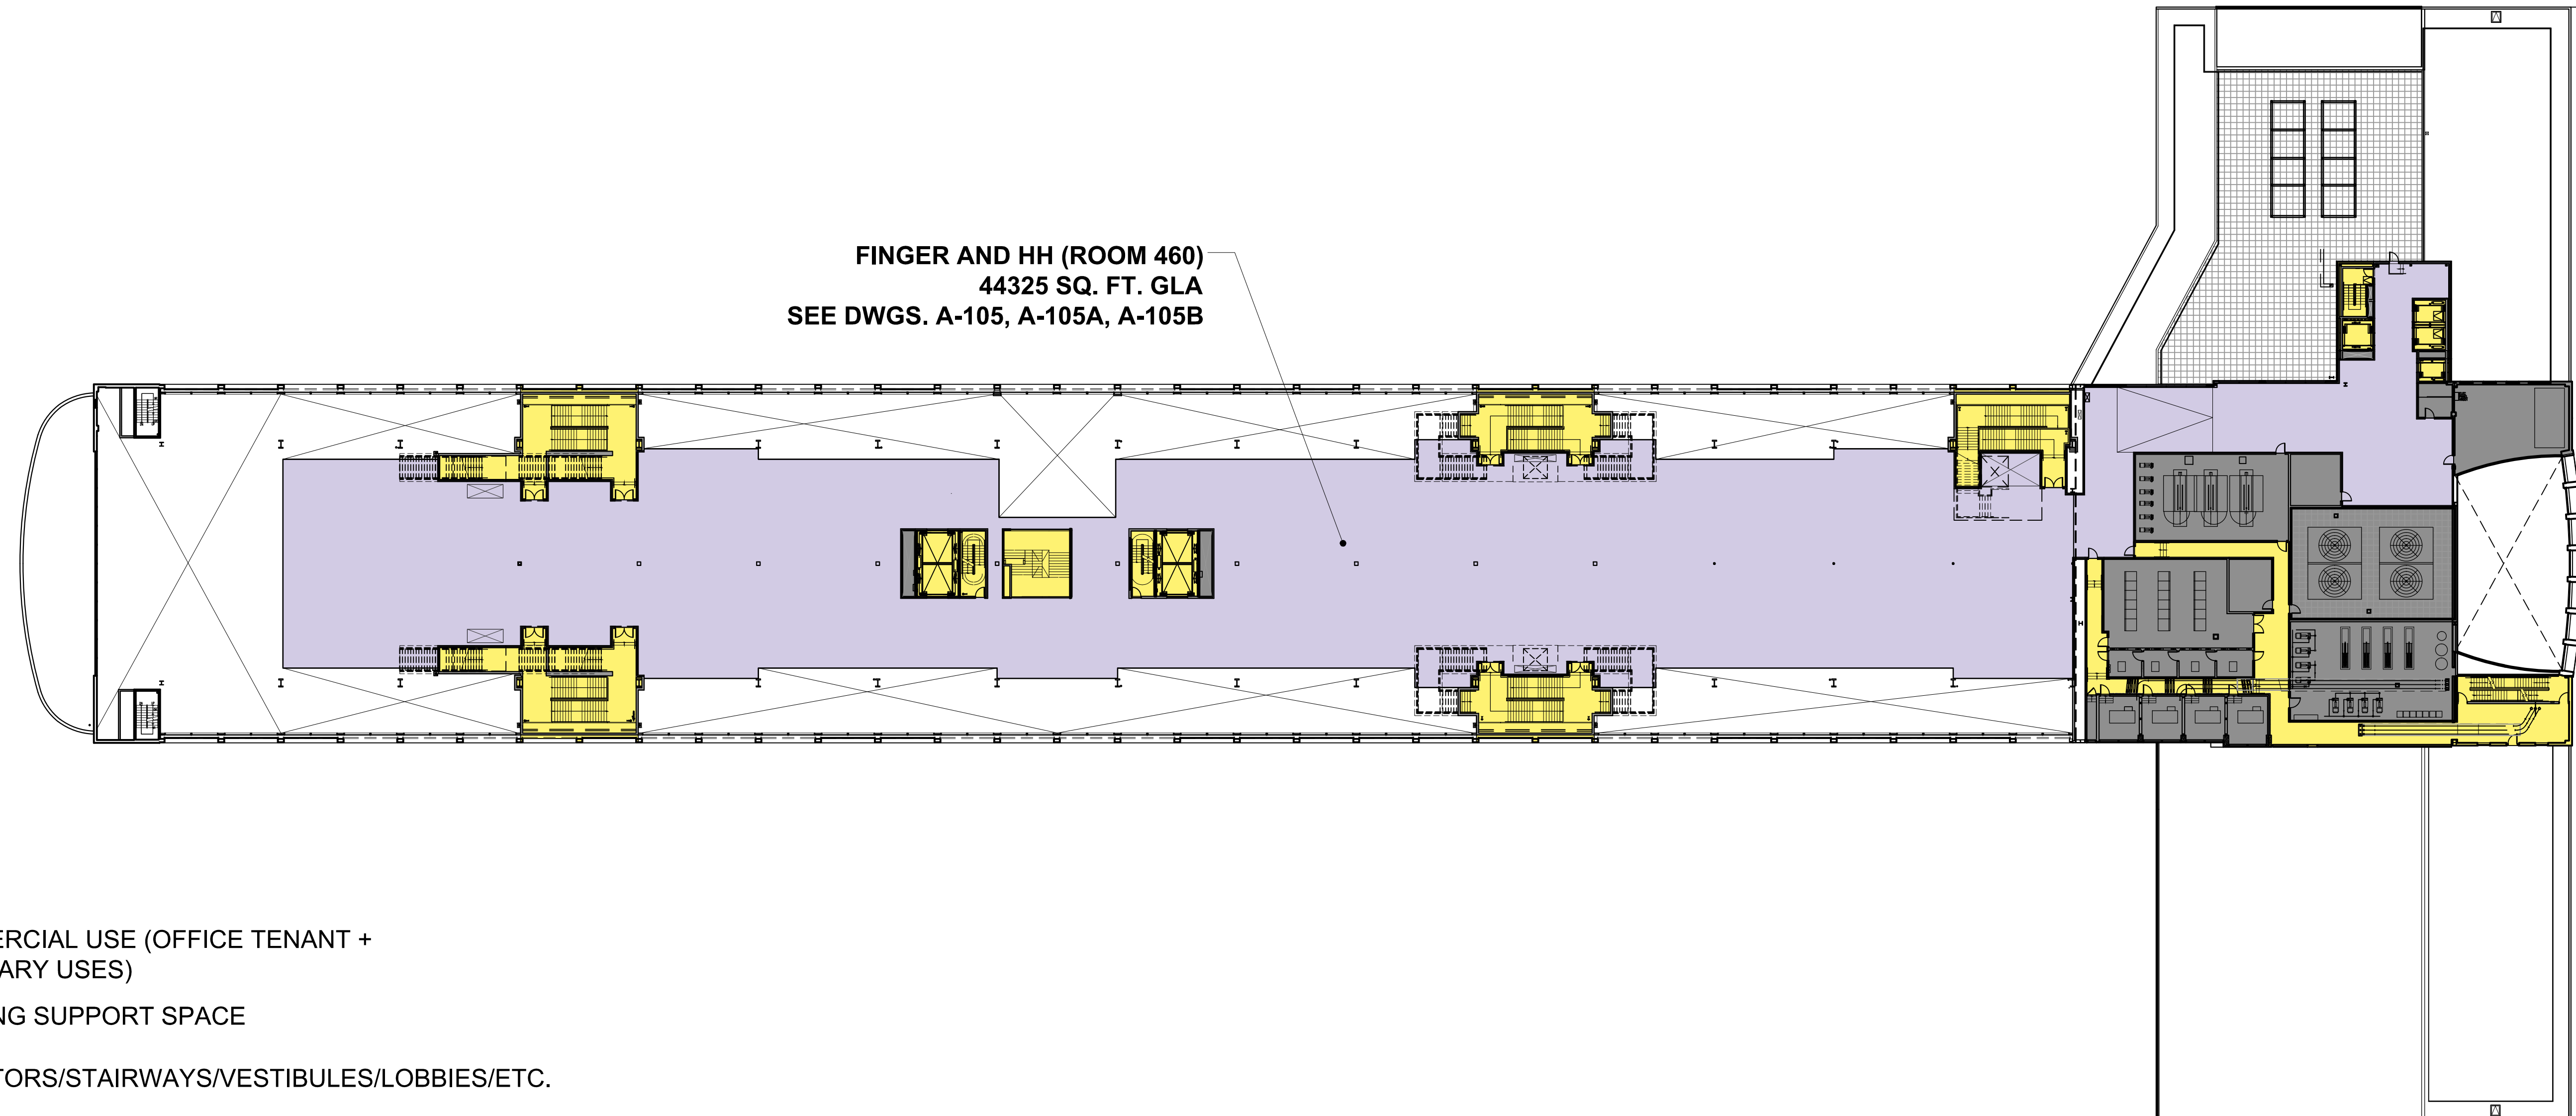 FINGER AND HH (ROOM 460)
44325 SQ. FT. GLA
SEE DWGS. A-105, A-105A, A-105B
ERCIAL USE (OFFICE TENANT +
ARY USES)
NG SUPPORT SPACE
TORS/STAIRWAYS/VESTIBULES/LOBBIES/ETC.